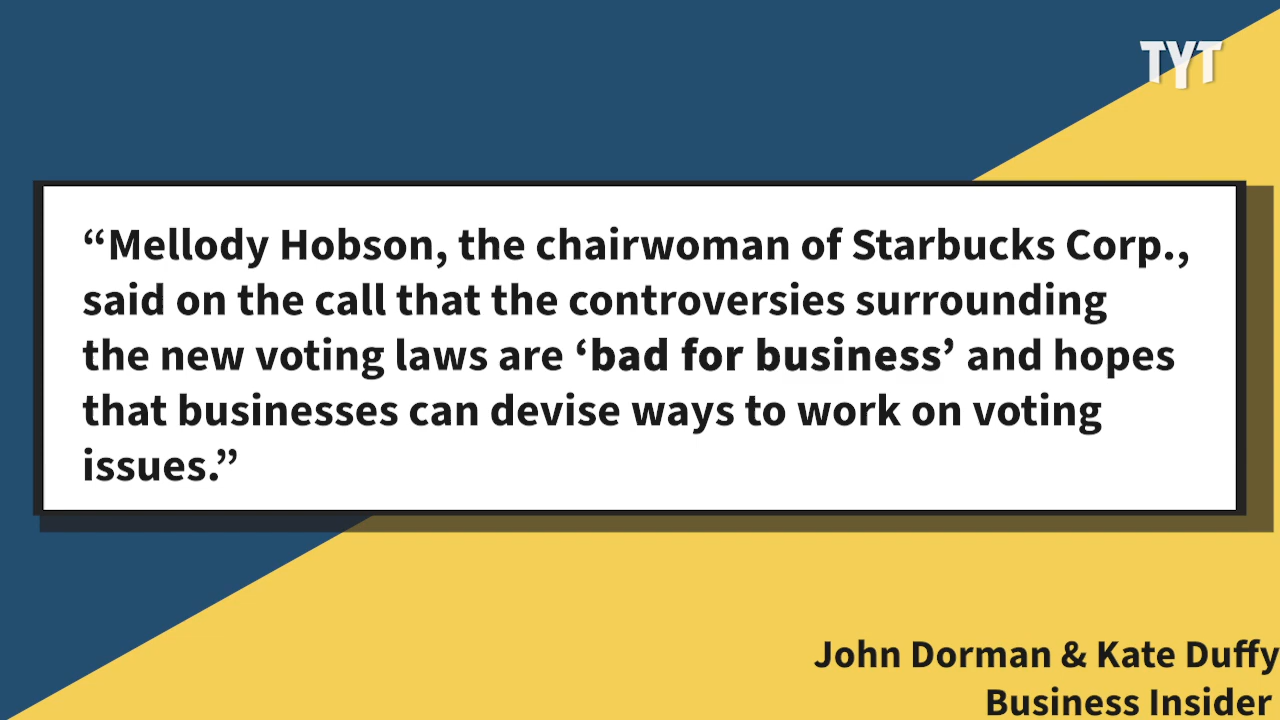 TYT
“Mellody Hobson, the chairwoman of Starbucks Corp.,
said on the call that the controversies surrounding
the new voting laws are ‘bad for business’ and hopes
that businesses can devise ways to work on voting
issues.”
John Dorman & Kate Duffy
Business Insider